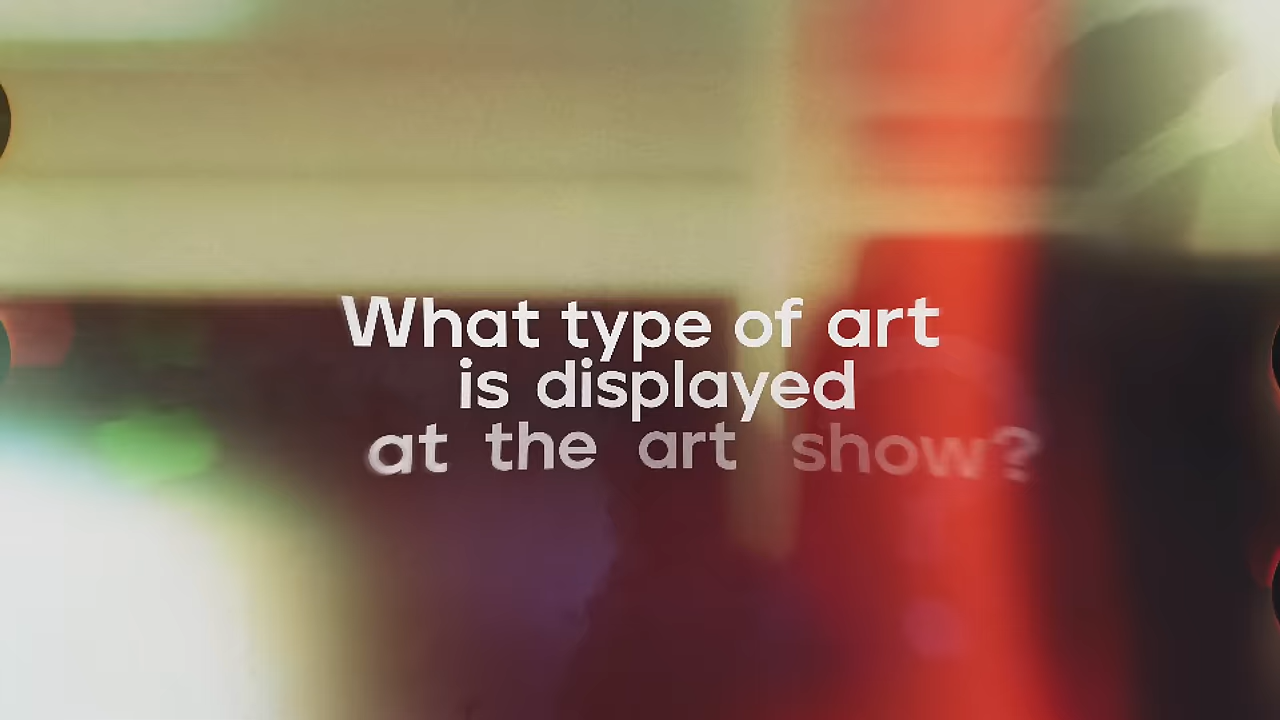 What type of art
is displayed
at the art show?